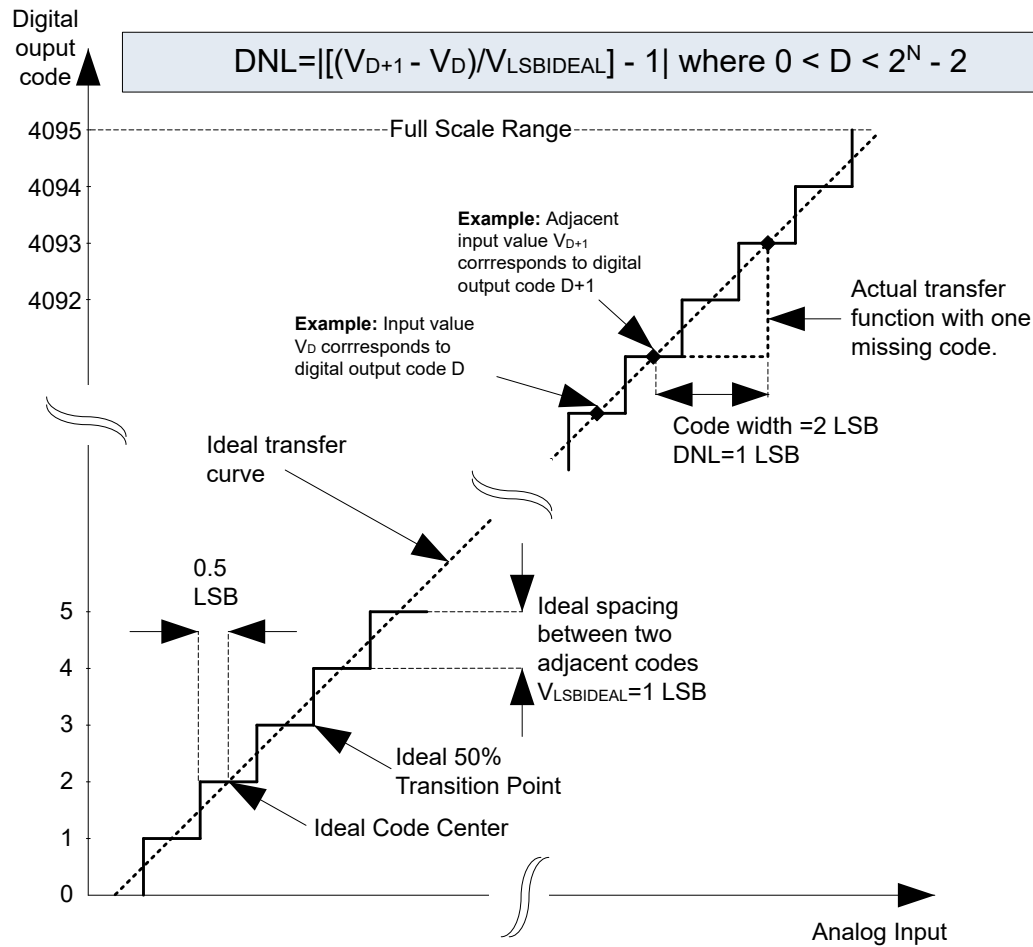 Digital
ouput
code
DNL=|[(VD+1 - VD)/VLSBIDEAL] - 1| where 0 < D < 2^N - 2
4095
Full Scale Range
4094
4093
4092
Example: Adjacent
input value VD+1
corrresponds to digital
output code D+1
Example: Input value
VD corrresponds to
digital output code D
Actual transfer
function with one
missing code.
Code width =2 LSB
DNL=1 LSB
Ideal transfer
curve
0.5
LSB
5
4
3
2
1
0
Ideal spacing
between two
adjacent codes
VLSBIDEAL=1 LSB
Ideal 50%
Transition Point
Ideal Code Center
Analog Input